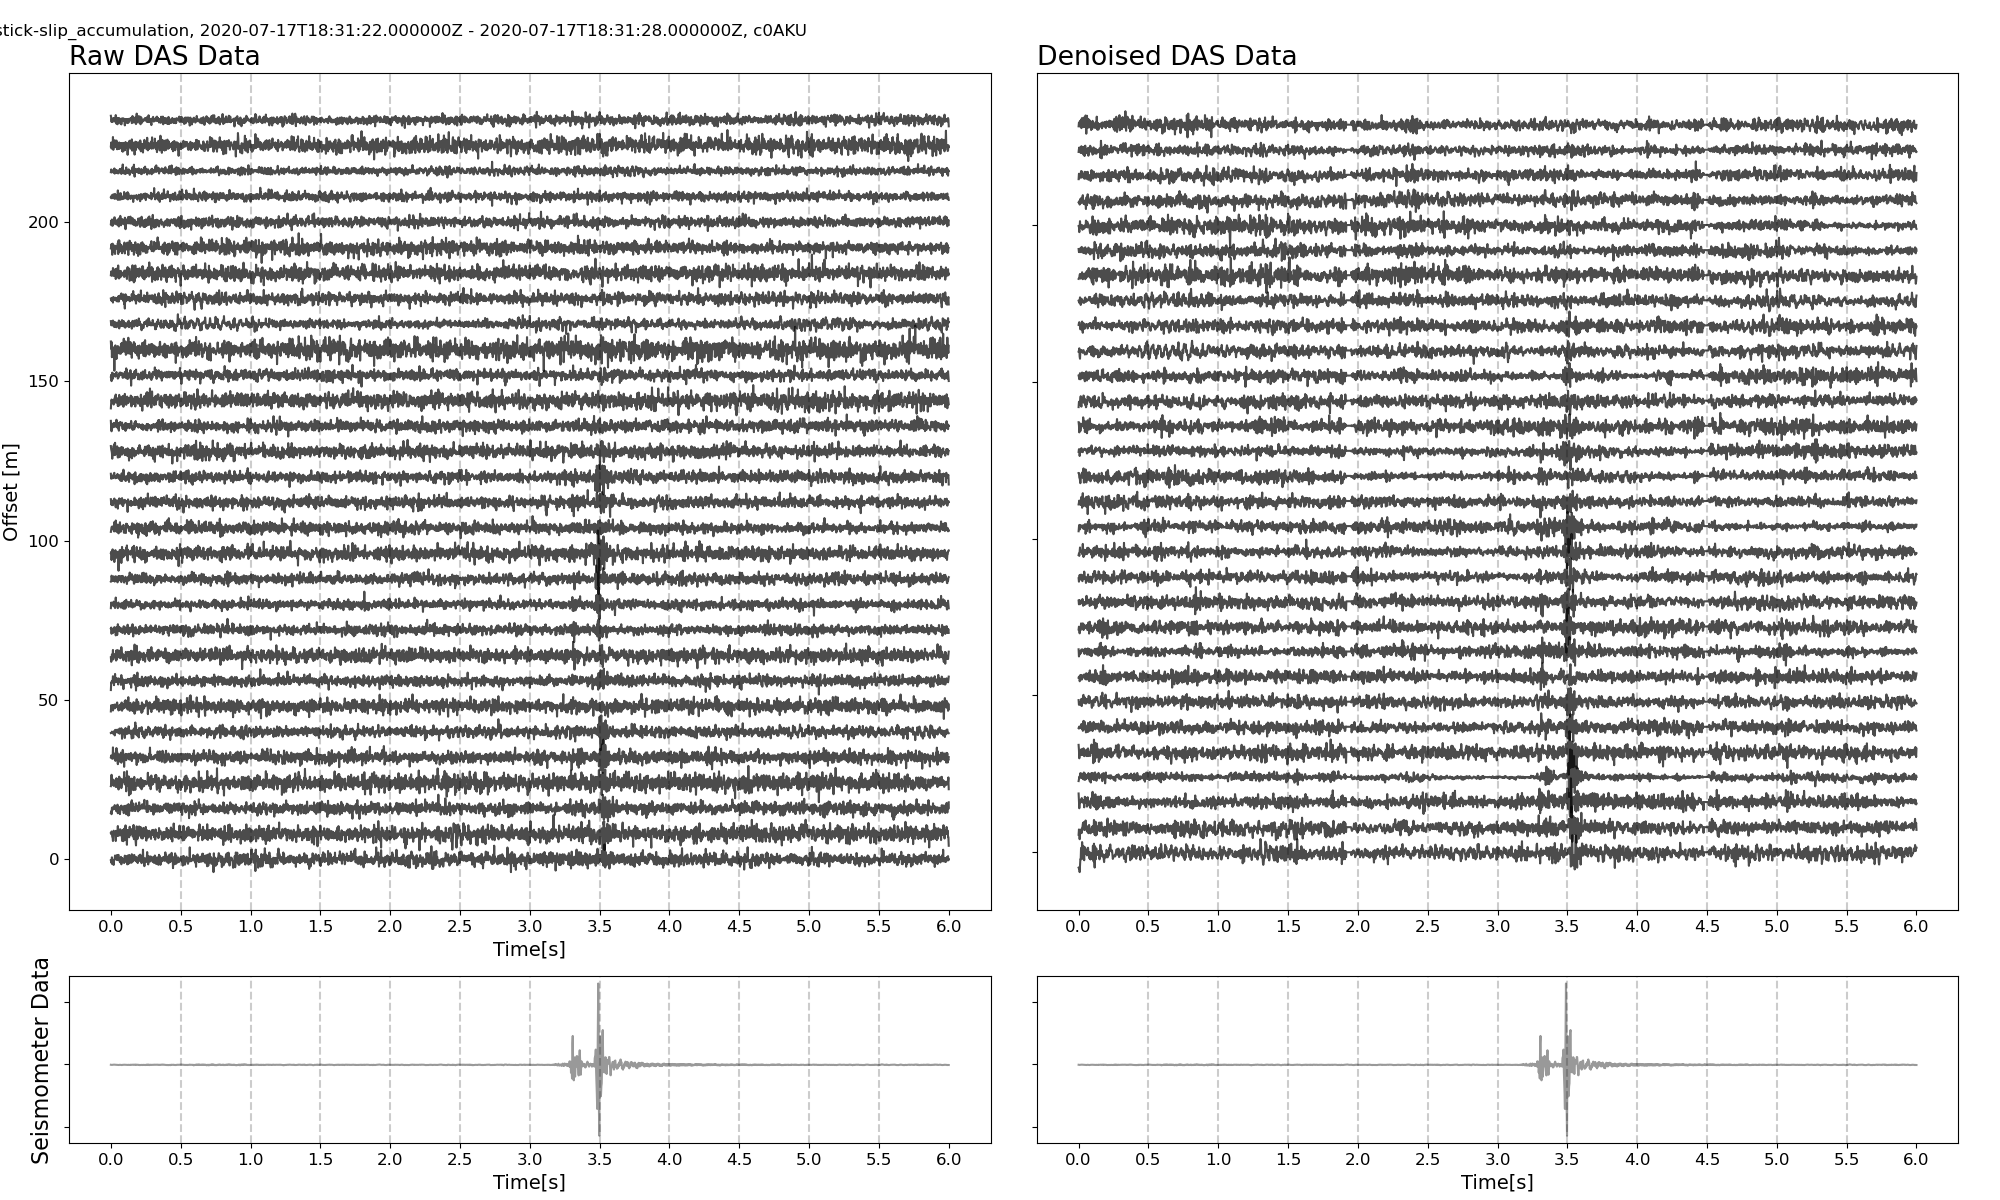 stick-slip_accumulation, 2020-07-17T18:31:22.000000Z - 2020-07-17T18:31:28.000000Z, c0AKU
Raw DAS Data
Denoised DAS Data
Offset [m]
200
150
100
50
0
0.0 0.5 1.0 1.5 2.0 2.5 3.0 3.5 4.0 4.5 5.0 5.5 6.0
Time[s]
0.0 0.5 1.0 1.5 2.0 2.5 3.0 3.5 4.0 4.5 5.0 5.5 6.0
Seismometer Data
0.0 0.5 1.0 1.5 2.0 2.5 3.0 3.5 4.0 4.5 5.0 5.5 6.0
Time[s]
0.0 0.5 1.0 1.5 2.0 2.5 3.0 3.5 4.0 4.5 5.0 5.5 6.0
Time[s]